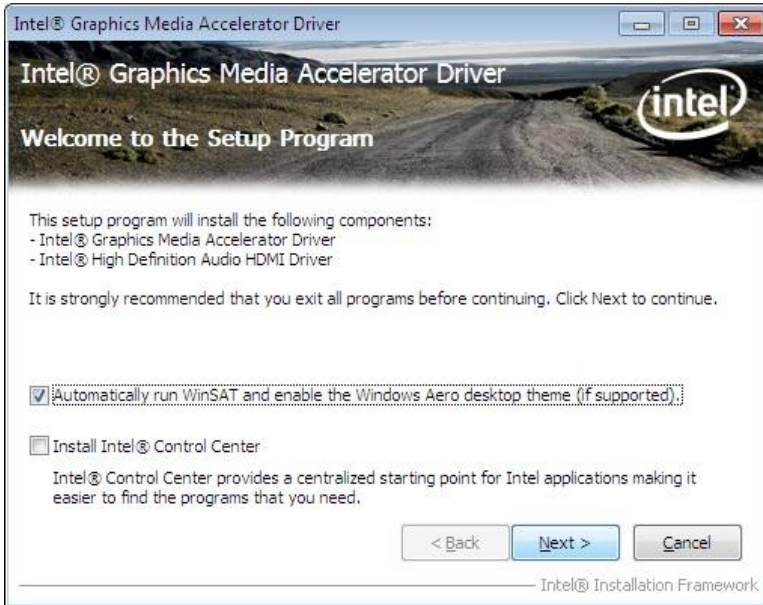 Intel® Graphics Media Accelerator Driver
Intel® Graphics Media Accelerator Driver
intel
Welcome to the Setup Program
This setup program will install the following components:
- Intel® Graphics Media Accelerator Driver
- Intel® High Definition Audio HDMI Driver
It is strongly recommended that you exit all programs before continuing. Click Next to continue.
Automatically run WinSAT and enable the Windows Aero desktop theme (if supported).
Install Intel® Control Center
Intel® Control Center provides a centralized starting point for Intel applications making it
easier to find the programs that you need.
< Back
Next >
Cancel
Intel® Installation Framework